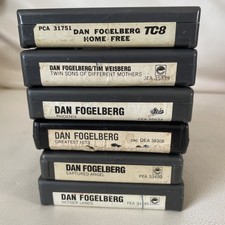 PCA 31751
DAN FOGELBERG
TC8
HOME FREE
DAN FOGELBERG/TIM WEISBERG
TWIN SONS OF DIFFERENT MOTHERS
DAN FOGELBERG
PHOENIX
DAN FOGELBERG
GREATEST HITS
DAN FOGELBERG
CAPTURED ANGEL
DAN FOGELBERG
NETHER LANDS